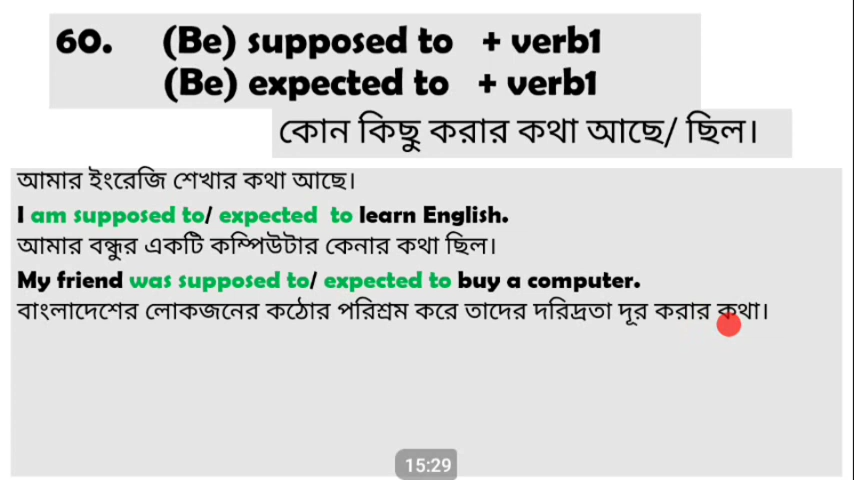 60. (Be) supposed to + verb1
(Be) expected to + verb1
কোন কিছু করার কথা আছে/ ছিল।
আমার ইংরেজি শেখার কথা আছে।
I am supposed to/ expected to learn English.
আমার বন্ধুর একটি কম্পিউটার কেনার কথা ছিল।
My friend was supposed to/ expected to buy a computer.
বাংলাদেশের লোকজনের কঠোর পরিশ্রম করে তাদের দরিদ্রতা দূর করার কথা।
15:29